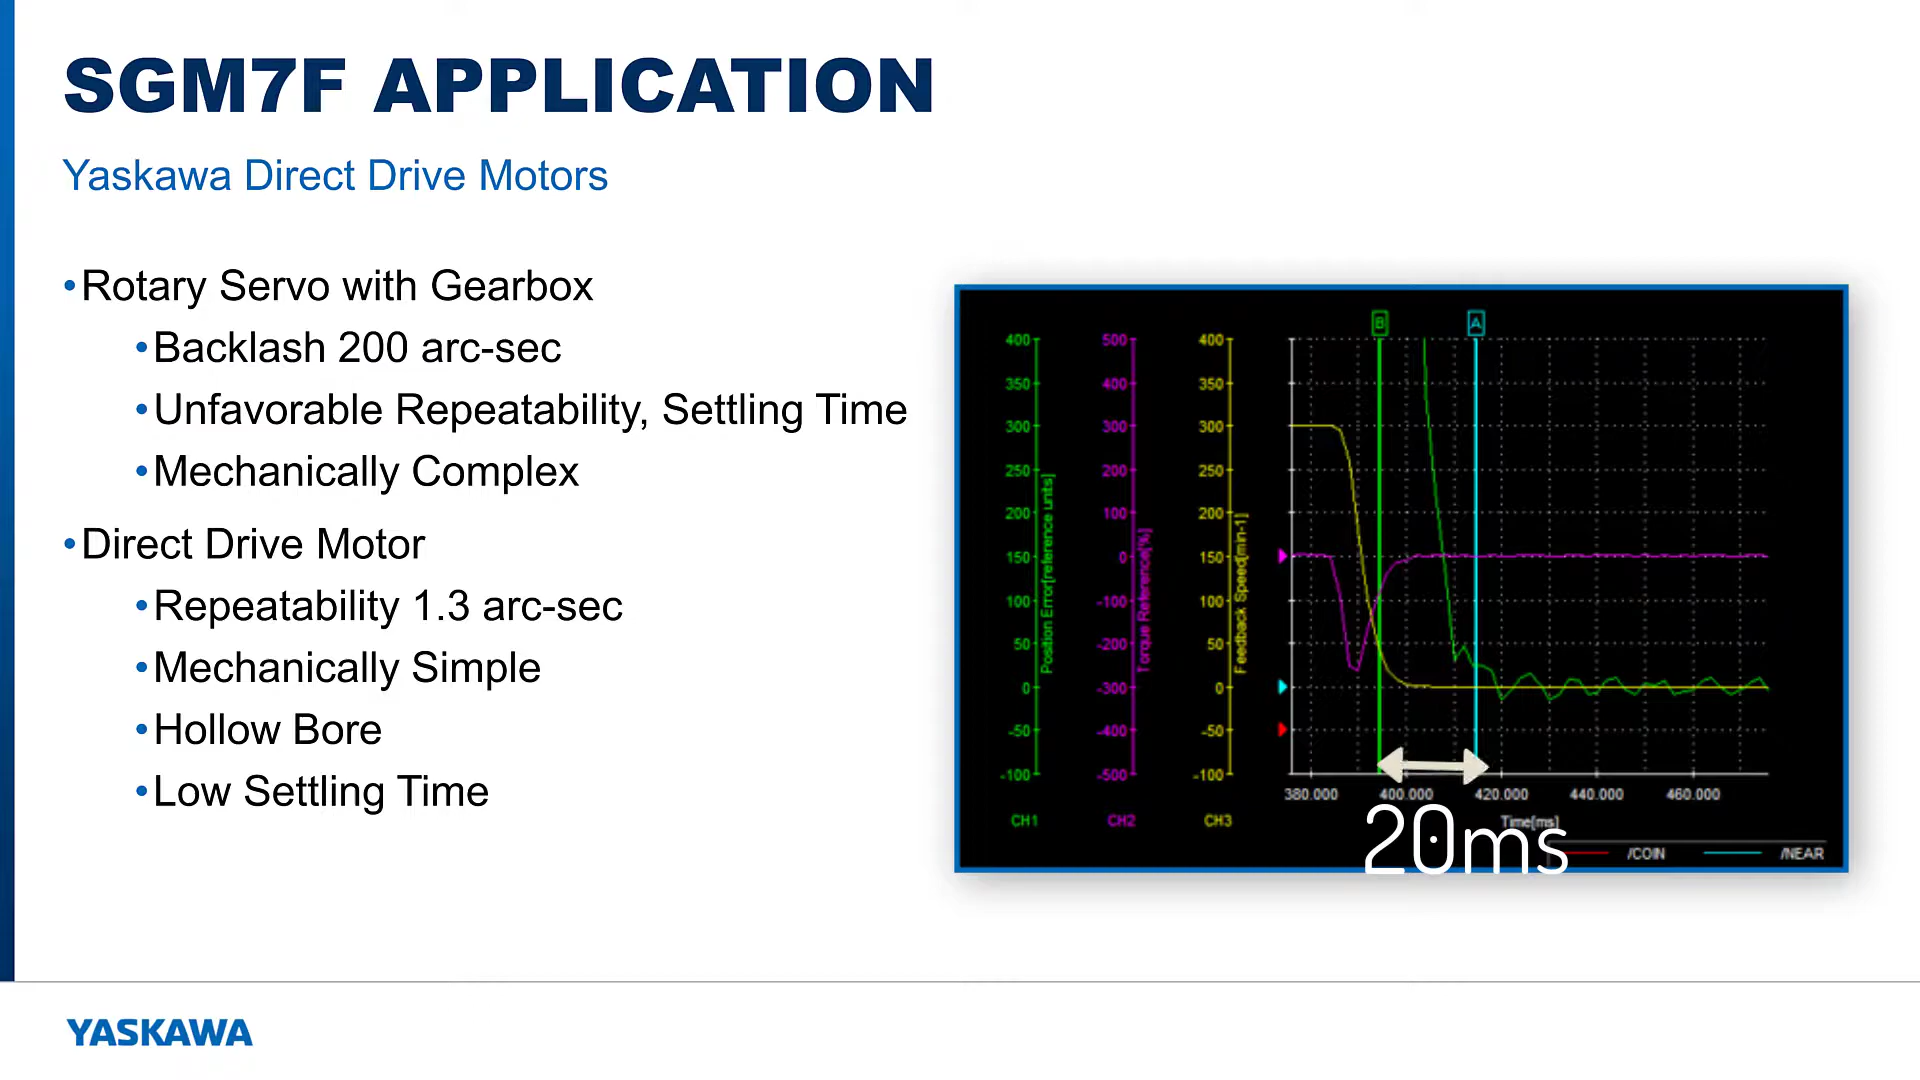 SGM7F APPLICATION
Yaskawa Direct Drive Motors
•Rotary Servo with Gearbox
•Backlash 200 arc-sec
•Unfavorable Repeatability, Settling Time
•Mechanically Complex
•Direct Drive Motor
•Repeatability 1.3 arc-sec
•Mechanically Simple
•Hollow Bore
•Low Settling Time
B A
400 500 400
350 400 350
300 300 300
250 200 250
200 100 200
150 0 150
100 -100 100
50 -200 50
0 -300 0
-50 -400 -50
-100 -500 -100
Position Error[reference units]
Torque Reference[%]
Feedback Speed[min-1]
380.000 400.000 420.000 440.000 460.000
CH1 CH2 CH3 Time[ms]
20ms
/COIN /NEAR
YASKAWA